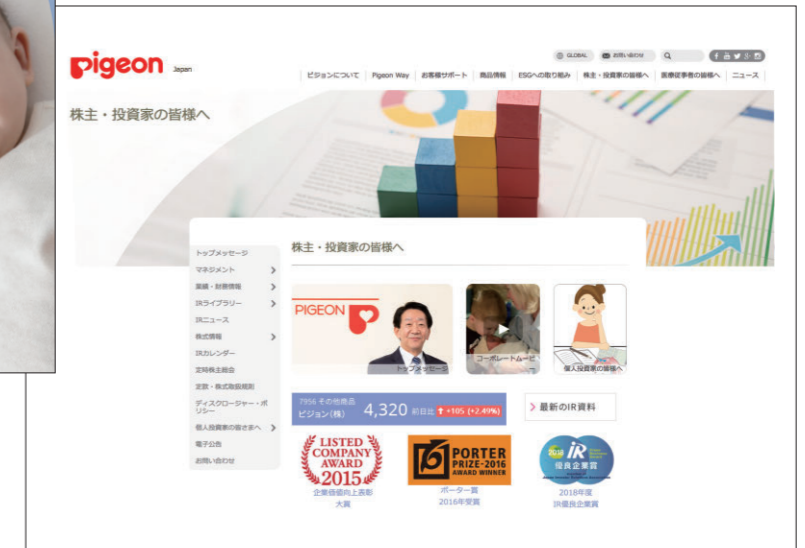 pigeon Japan
GLOBAL お問い合わせ
ピジョンについて Pigeon Way お客様サポート 商品情報 ESGへの取り組み 株主・投資家の皆様へ 医療従事者の皆様へ ニュース
株主・投資家の皆様へ
株主・投資家の皆様へ
トップメッセージ
マネジメント
業績・財務情報
IRライブラリー
IRニュース
株式情報
IRカレンダー
定時株主総会
定款・株式取扱規則
ディスクロージャー・ポ
リシー
個人投資家の皆さまへ
電子公告
お問い合わせ
PIGEON
トップメッセージ
コーポレートムービ
ー
個人投資家の皆様へ
7956 その他商品
ピジョン(株) 4,320 前日比 +105 (+2.49%)
最新のIR資料
LISTED
COMPANY
AWARD
2015
企業価値向上表彰
大賞
PORTER
PRIZE-2016
AWARD WINNER
ポーター賞
2016年受賞
2018 IR
優良企業賞
2018年度
IR優良企業賞